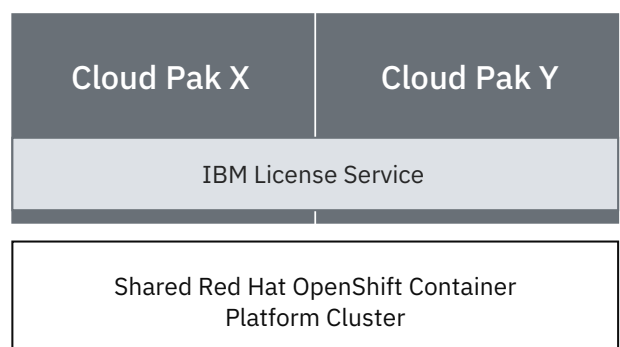 Cloud Pak X
Cloud Pak Y
IBM License Service
Shared Red Hat OpenShift Container
Platform Cluster